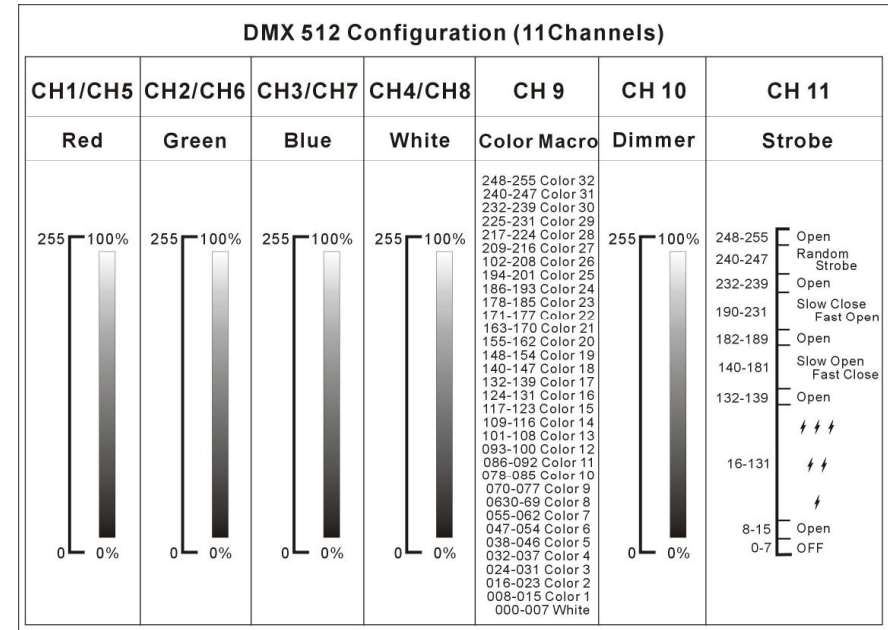 DMX 512 Configuration (11Channels)
CH1/CH5
CH2/CH6
CH3/CH7
CH4/CH8
CH 9
CH 10
CH 11
Red
Green
Blue
White
Color Macro
Dimmer
Strobe
255
100%
0
0%
255
100%
0
0%
255
100%
0
0%
255
100%
0
0%
248-255 Color 32
240-247 Color 31
232-239 Color 30
225-231 Color 29
217-224 Color 28
209-216 Color 27
102-208 Color 26
194-201 Color 25
186-193 Color 24
178-185 Color 23
171-177 Color 22
163-170 Color 21
155-162 Color 20
148-154 Color 19
140-147 Color 18
132-139 Color 17
124-131 Color 16
117-123 Color 15
109-116 Color 14
101-108 Color 13
093-100 Color 12
086-092 Color 11
078-085 Color 10
070-077 Color 9
0630-69 Color 8
055-062 Color 7
047-054 Color 6
038-046 Color 5
032-037 Color 4
024-031 Color 3
016-023 Color 2
008-015 Color 1
000-007 White
255
100%
0
0%
248-255 Open
240-247 Random
Strobe
232-239 Open
190-231 Slow Close
Fast Open
182-189 Open
140-181 Slow Open
Fast Close
132-139 Open
16-131
8-15 Open
0-7 OFF